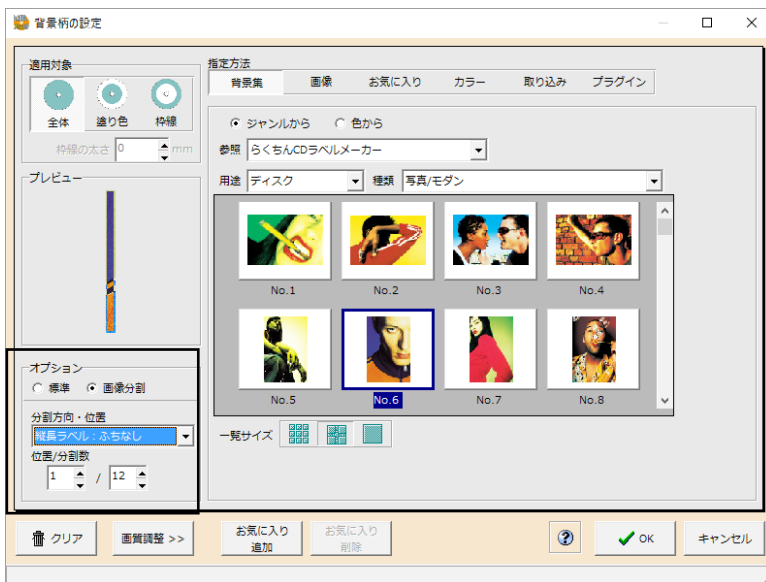 背景柄の設定
適用対象
全体 塗り色 枠線
枠線の太さ 0 mm
プレビュー
オプション
標準 画像分割
分割方向・位置
縦長ラベル：ふちなし
位置/分割数
1 / 12
指定方法
背景集 画像 お気に入り カラー 取り込み プラグイン
ジャンルから 色から
参照 らくちんCDラベルメーカー
用途 ディスク 種類 写真/モダン
No.1 No.2 No.3 No.4
No.5 No.6 No.7 No.8
一覧サイズ
クリア 画質調整 >> お気に入り追加 お気に入り削除 ? OK キャンセル